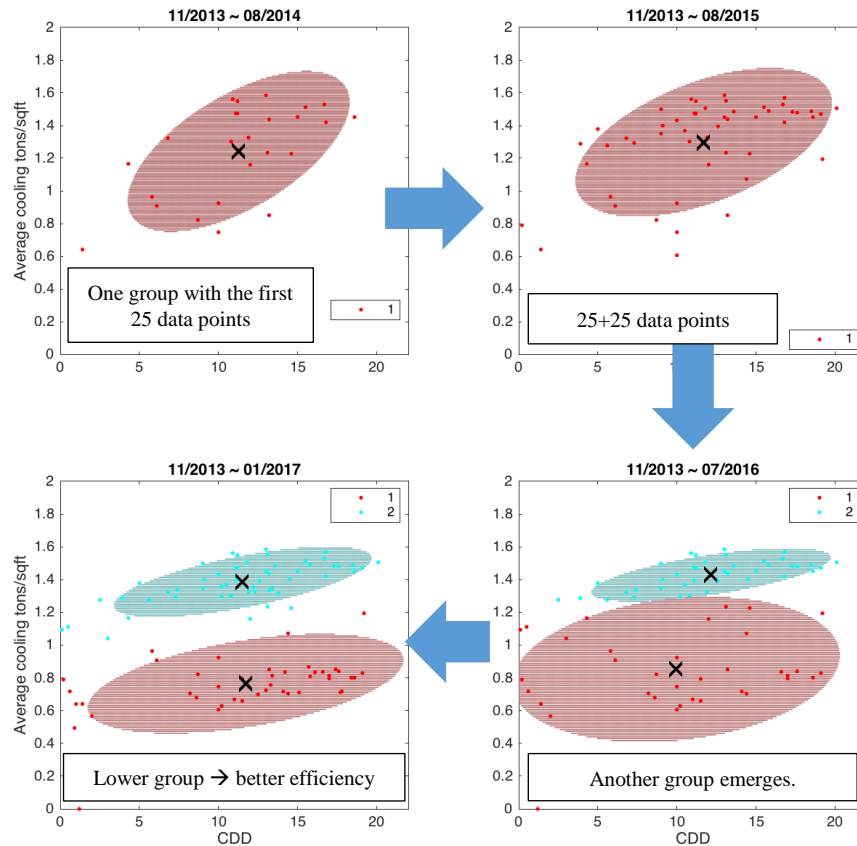 11/2013 ~ 08/2014
2
1.8
1.6
1.4
1.2
1
0.8
0.6
0.4
0.2
0
Average cooling tons/sqft
One group with the first
25 data points
1
0 5 10 15 20
11/2013 ~ 08/2015
2
1.8
1.6
1.4
1.2
1
0.8
0.6
0.4
0.2
0
25+25 data points
1
0 5 10 15 20
11/2013 ~ 01/2017
2
1.8
1.6
1.4
1.2
1
0.8
0.6
0.4
0.2
0
Average cooling tons/sqft
1
2
Lower group → better efficiency
0 5 10 15 20
CDD
11/2013 ~ 07/2016
2
1.8
1.6
1.4
1.2
1
0.8
0.6
0.4
0.2
0
1
2
Another group emerges.
0 5 10 15 20
CDD